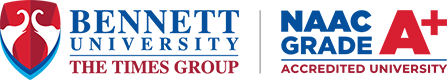 BENNETT
UNIVERSITY
THE TIMES GROUP
NAAC
GRADE A+
ACCREDITED UNIVERSITY